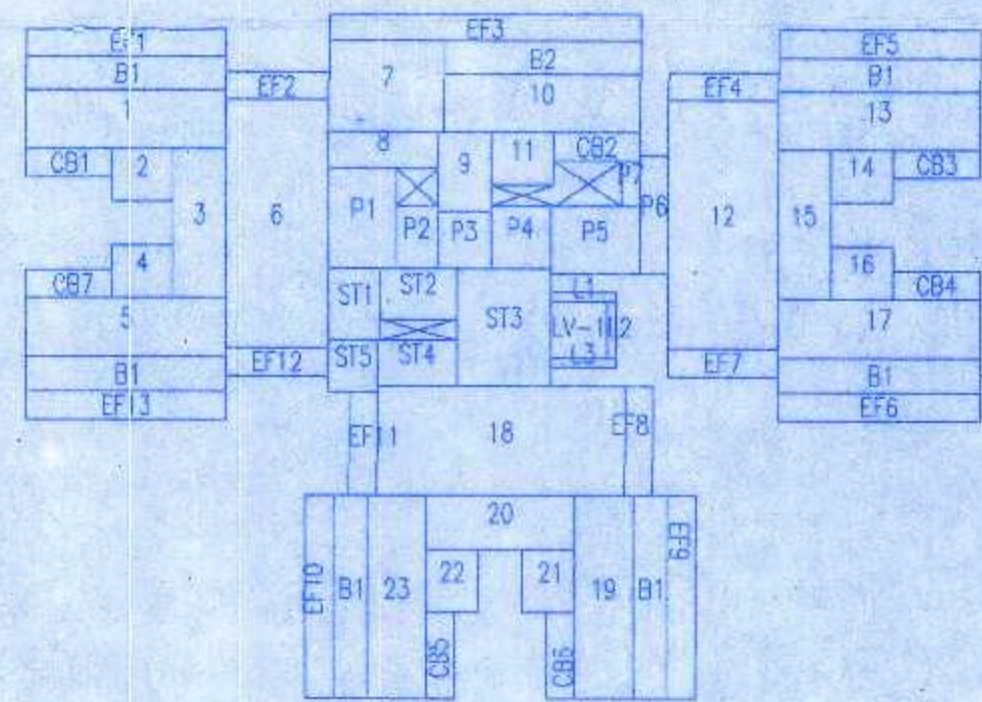 EF1
B1
1
CB1
2
3
4
CB7
5
B1
EF13
EF2
6
EF12
EF3
7
B2
10
8
9
11
CB2
P7
P1
P2
P3
P4
P5
P6
ST1
ST2
ST3
ST5
ST4
L1
L3
EF4
12
EF7
EF5
B1
13
14
CB3
15
16
CB4
17
B1
EF6
EF11
18
EF8
20
EF10
B1
23
22
CB5
21
CB6
19
B1
EF9